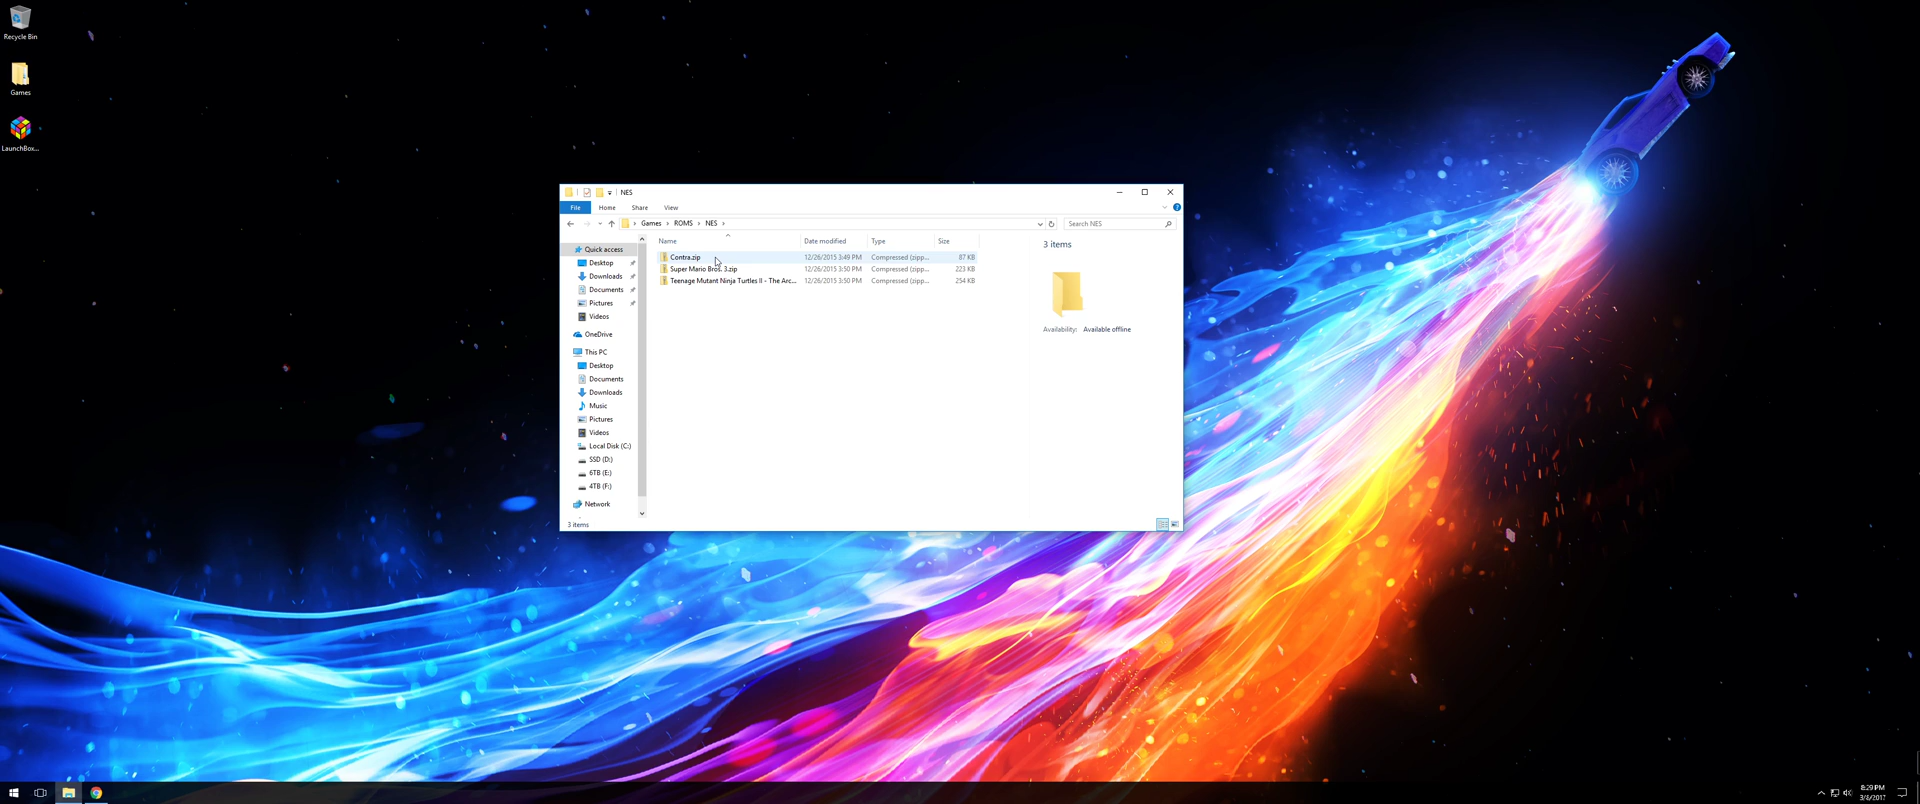 Recycle Bin
Games
LaunchBox...
NES
File Home Share View
Games ROMS NES
Search NES
Name Date modified Type Size
Contra.zip 12/26/2015 3:49 PM Compressed (zipp... 87 KB
Super Mario Bros. 3.zip 12/26/2015 3:50 PM Compressed (zipp... 223 KB
Teenage Mutant Ninja Turtles II - The Arc... 12/26/2015 3:50 PM Compressed (zipp... 254 KB
3 items
Availability: Available offline
Quick access
Desktop
Downloads
Documents
Pictures
Videos
OneDrive
This PC
Desktop
Documents
Downloads
Music
Pictures
Videos
Local Disk (C:)
SSD (D:)
6TB (E:)
4TB (F:)
Network
3 items
8:29 PM
3/8/2017